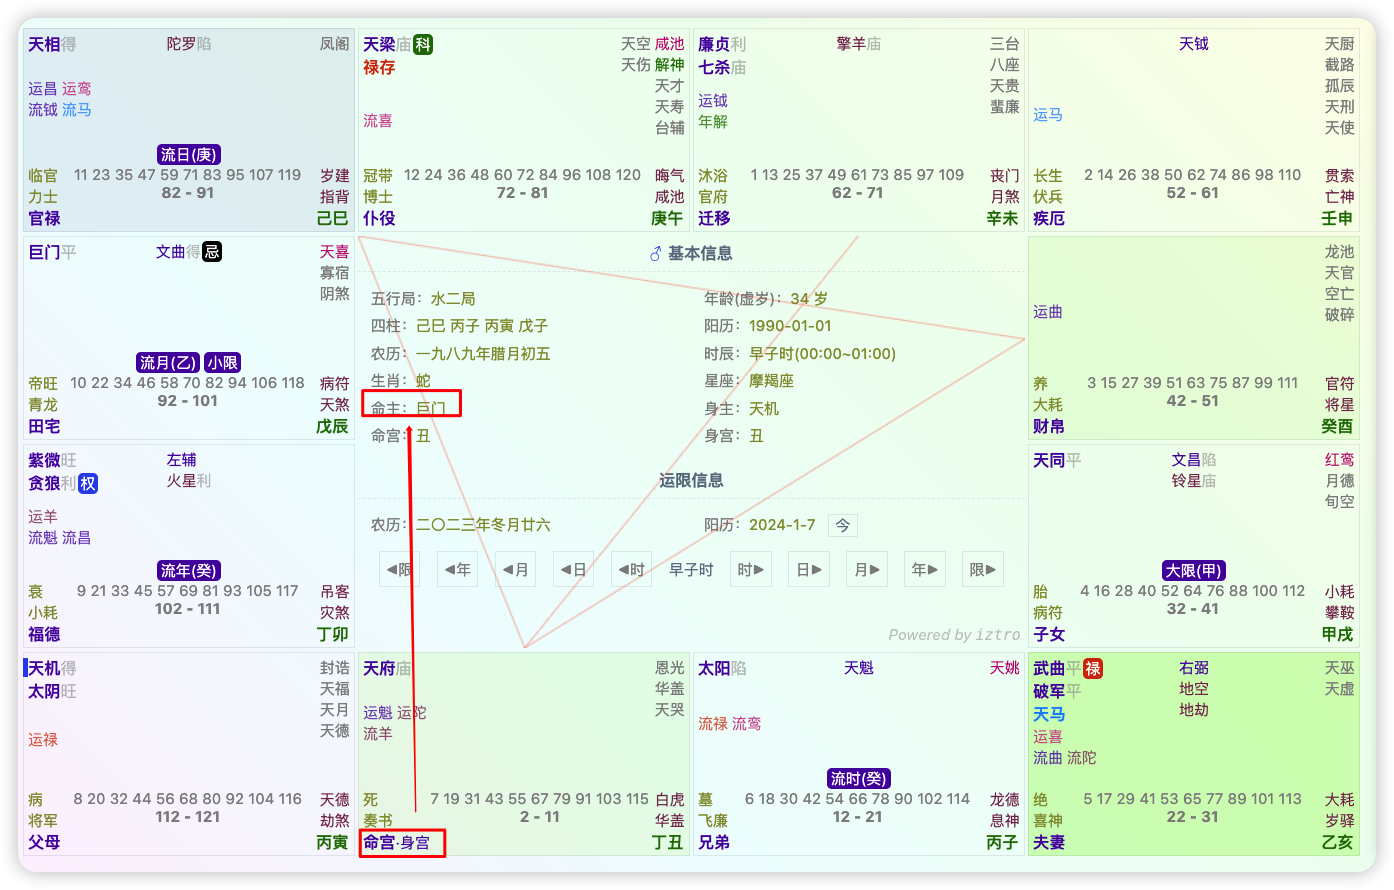 天相得 陀罗陷 凤阁
运昌 运鸾
流钺 流马
流日(庚)
临官 11 23 35 47 59 71 83 95 107 119 岁建
力士 82 - 91 指背
官禄 己巳
天梁庙科 天空 咸池
禄存 天伤 解神
天才
天寿
流喜 台辅
冠带 12 24 36 48 60 72 84 96 108 120 晦气
博士 72 - 81 咸池
仆役 庚午
廉贞利 擎羊庙 三台
七杀庙 八座
天贵
运钺 蜚廉
年解
沐浴 1 13 25 37 49 61 73 85 97 109 丧门
官府 62 - 71 月煞
迁移 辛未
天钺 天厨
截路
孤辰
运马 天刑
天使
长生 2 14 26 38 50 62 74 86 98 110 贯索
伏兵 52 - 61 亡神
疾厄 壬申
巨门平 文曲得忌 天喜
寡宿
阴煞
流月(乙) 小限
帝旺 10 22 34 46 58 70 82 94 106 118 病符
青龙 92 - 101 天煞
田宅 戊辰
♂ 基本信息
五行局：水二局 年龄(虚岁)：34 岁
四柱：己巳 丙子 丙寅 戊子 阳历：1990-01-01
农历：一九八九年腊月初五 时辰：早子时(00:00~01:00)
生肖：蛇 星座：摩羯座
命主：巨门 身主：天机
命宫：丑 身宫：丑
运限信息
农历：二〇二三年冬月廿六 阳历：2024-1-7 今
◀限 ◀年 ◀月 ◀日 ◀时 早子时 时▶ 日▶ 月▶ 年▶ 限▶
Powered by iztro
龙池
天官
空亡
运曲 破碎
养 3 15 27 39 51 63 75 87 99 111 官符
大耗 42 - 51 将星
财帛 癸酉
紫微旺 左辅
贪狼利权 火星利
运羊
流魁 流昌
流年(癸)
衰 9 21 33 45 57 69 81 93 105 117 吊客
小耗 102 - 111 灾煞
福德 丁卯
天同平 文昌陷 红鸾
铃星庙 月德
旬空
大限(甲)
胎 4 16 28 40 52 64 76 88 100 112 小耗
病符 32 - 41 攀鞍
子女 甲戌
天机得 封诰
太阴旺 天福
天月
运禄 天德
病 8 20 32 44 56 68 80 92 104 116 天德
将军 112 - 121 劫煞
父母 丙寅
天府庙 恩光
华盖
运魁 运陀 天哭
流羊
死 7 19 31 43 55 67 79 91 103 115 白虎
奏书 2 - 11 华盖
命宫·身宫 丁丑
太阳陷 天魁 天姚
流禄 流鸾
流时(癸)
墓 6 18 30 42 54 66 78 90 102 114 龙德
飞廉 12 - 21 息神
兄弟 丙子
武曲平禄 右弼 天巫
破军平 地空 天虚
天马 地劫
运喜
流曲 流陀
绝 5 17 29 41 53 65 77 89 101 113 大耗
喜神 22 - 31 岁驿
夫妻 乙亥